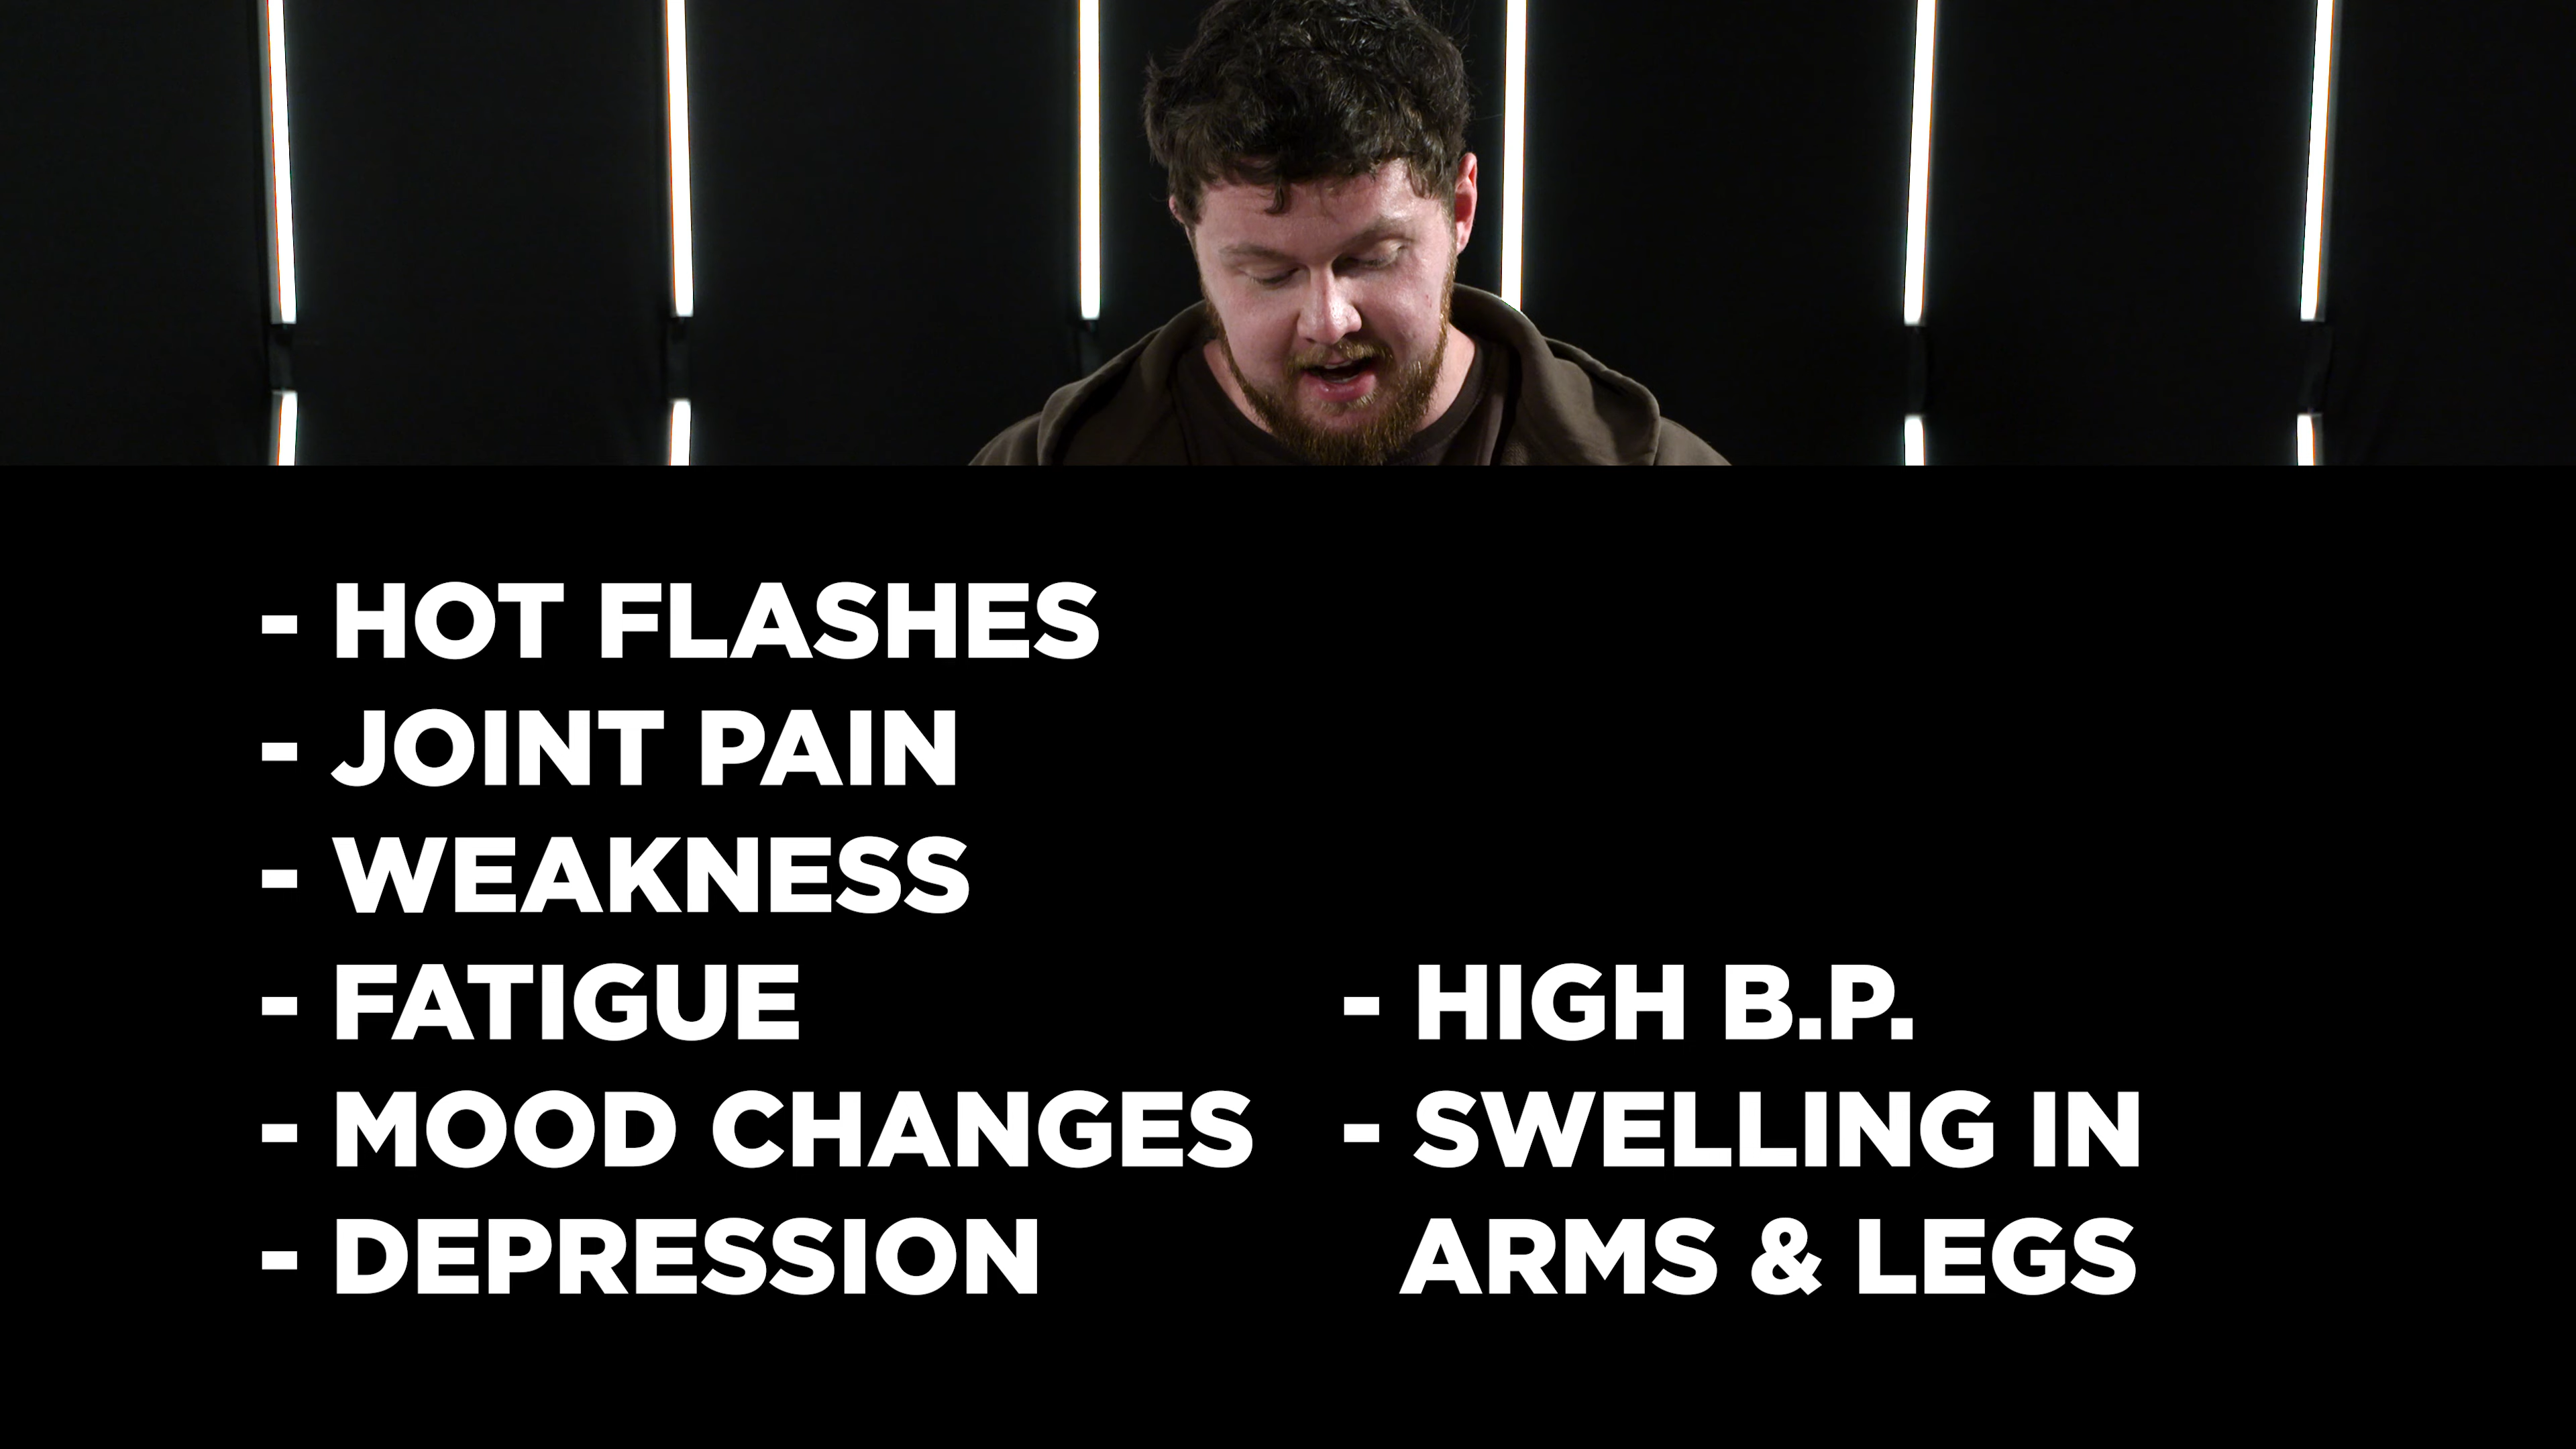 - HOT FLASHES
- JOINT PAIN
- WEAKNESS
- FATIGUE
- MOOD CHANGES
- DEPRESSION
- HIGH B.P.
- SWELLING IN
ARMS & LEGS